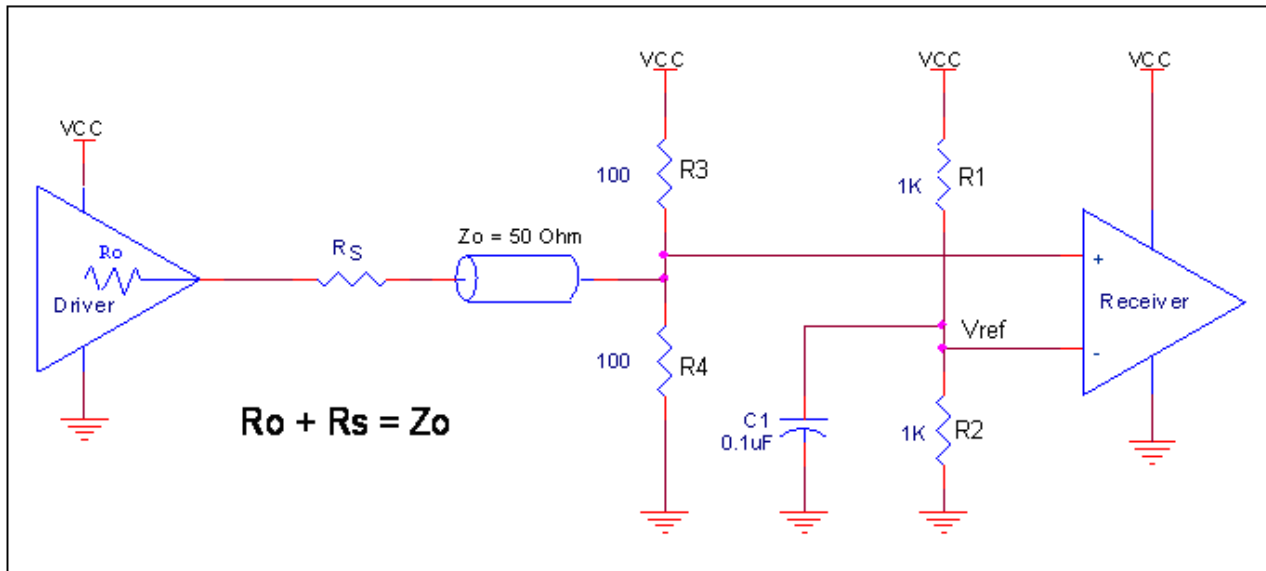 VCC
VCC
VCC
VCC
R3
100
R1
1K
Zo = 50 Ohm
Ro
RS
+
Driver
Receiver
Vref
-
R4
100
Ro + Rs = Zo
C1
0.1uF
1K
R2